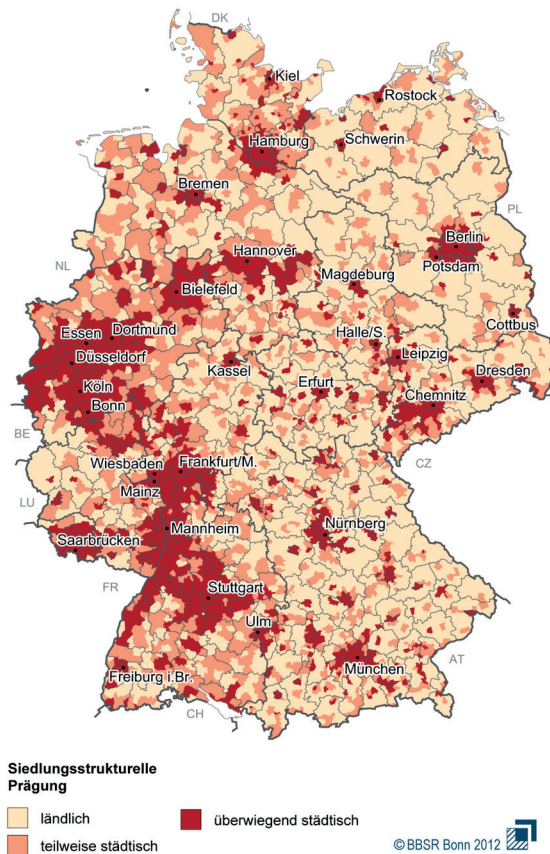 DK
Kiel
Rostock
Hamburg
Schwerin
Bremen
PL
Berlin
Potsdam
NL
Hannover
Magdeburg
Bielefeld
Cottbus
Essen
Dortmund
Halle/S.
Leipzig
Düsseldorf
Kassel
Dresden
Köln
Erfurt
Chemnitz
Bonn
BE
CZ
Wiesbaden
Frankfurt/M.
Mainz
LU
Nürnberg
Mannheim
Saarbrücken
FR
Stuttgart
Ulm
München
AT
Freiburg i.Br.
CH
Siedlungsstrukturelle
Prägung
ländlich
überwiegend städtisch
teilweise städtisch
© BBSR Bonn 2012